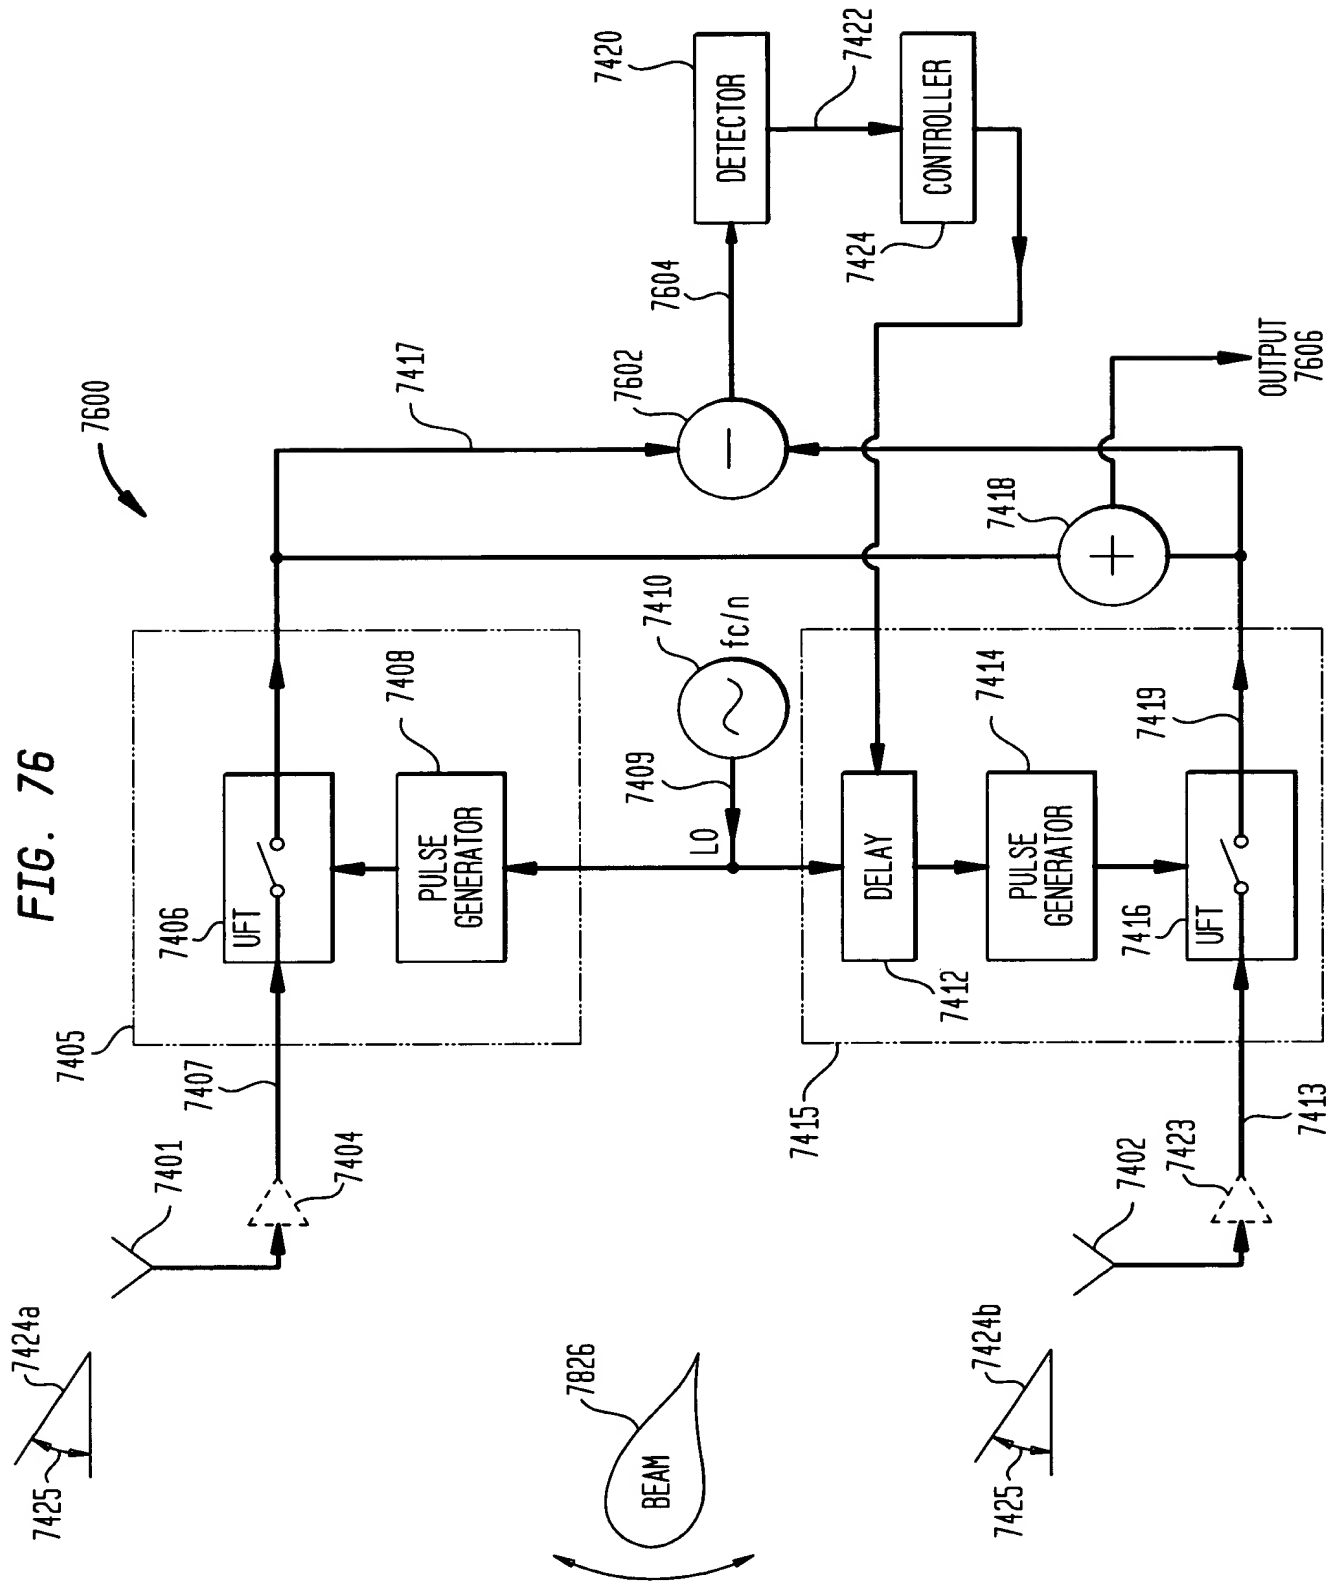 FIG. 76
7600
7424a
7425
7401
7404
7407
7405
7406
UFT
PULSE
GENERATOR
7408
7417
7602
−
7604
7420
DETECTOR
7422
CONTROLLER
7424
7826
BEAM
LO
7409
7410
fc/n
7424b
7425
7402
7423
7413
7415
DELAY
7412
PULSE
GENERATOR
7414
7416
UFT
7419
7418
+
OUTPUT
7606